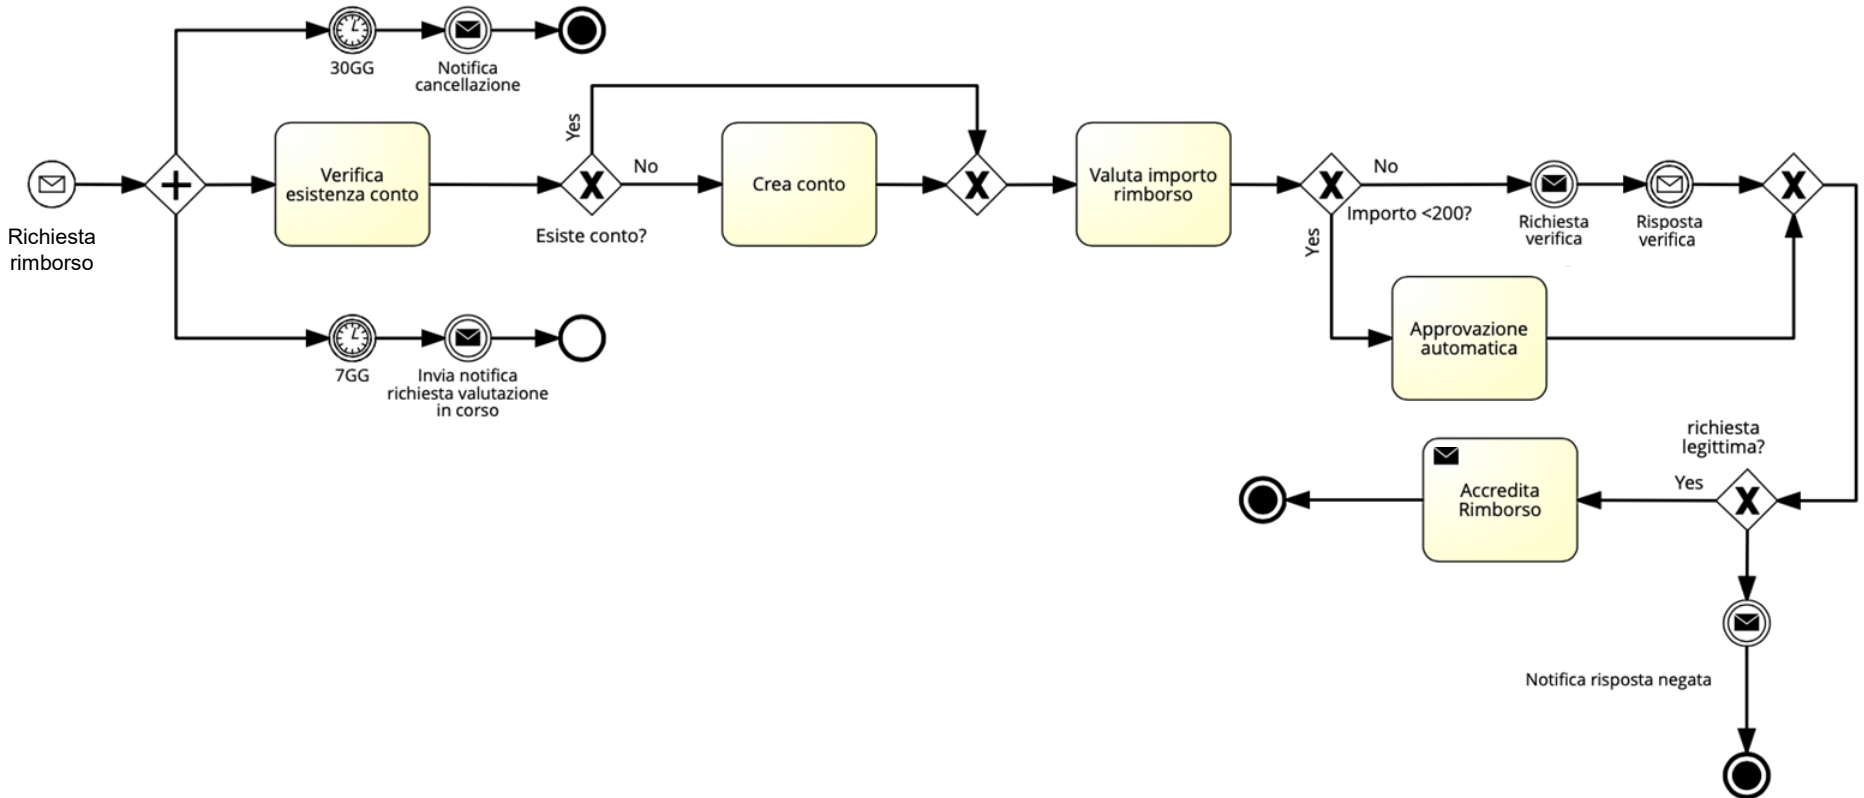 30GG
Notifica
cancellazione
Yes
Verifica
esistenza conto
No
Crea conto
Valuta importo
rimborso
No
Esiste conto?
Importo <200?
Yes
Richiesta
verifica
Risposta
verifica
Richiesta
rimborso
Approvazione
automatica
7GG
Invia notifica
richiesta valutazione
in corso
richiesta
legittima?
Yes
Accredita
Rimborso
Notifica risposta negata